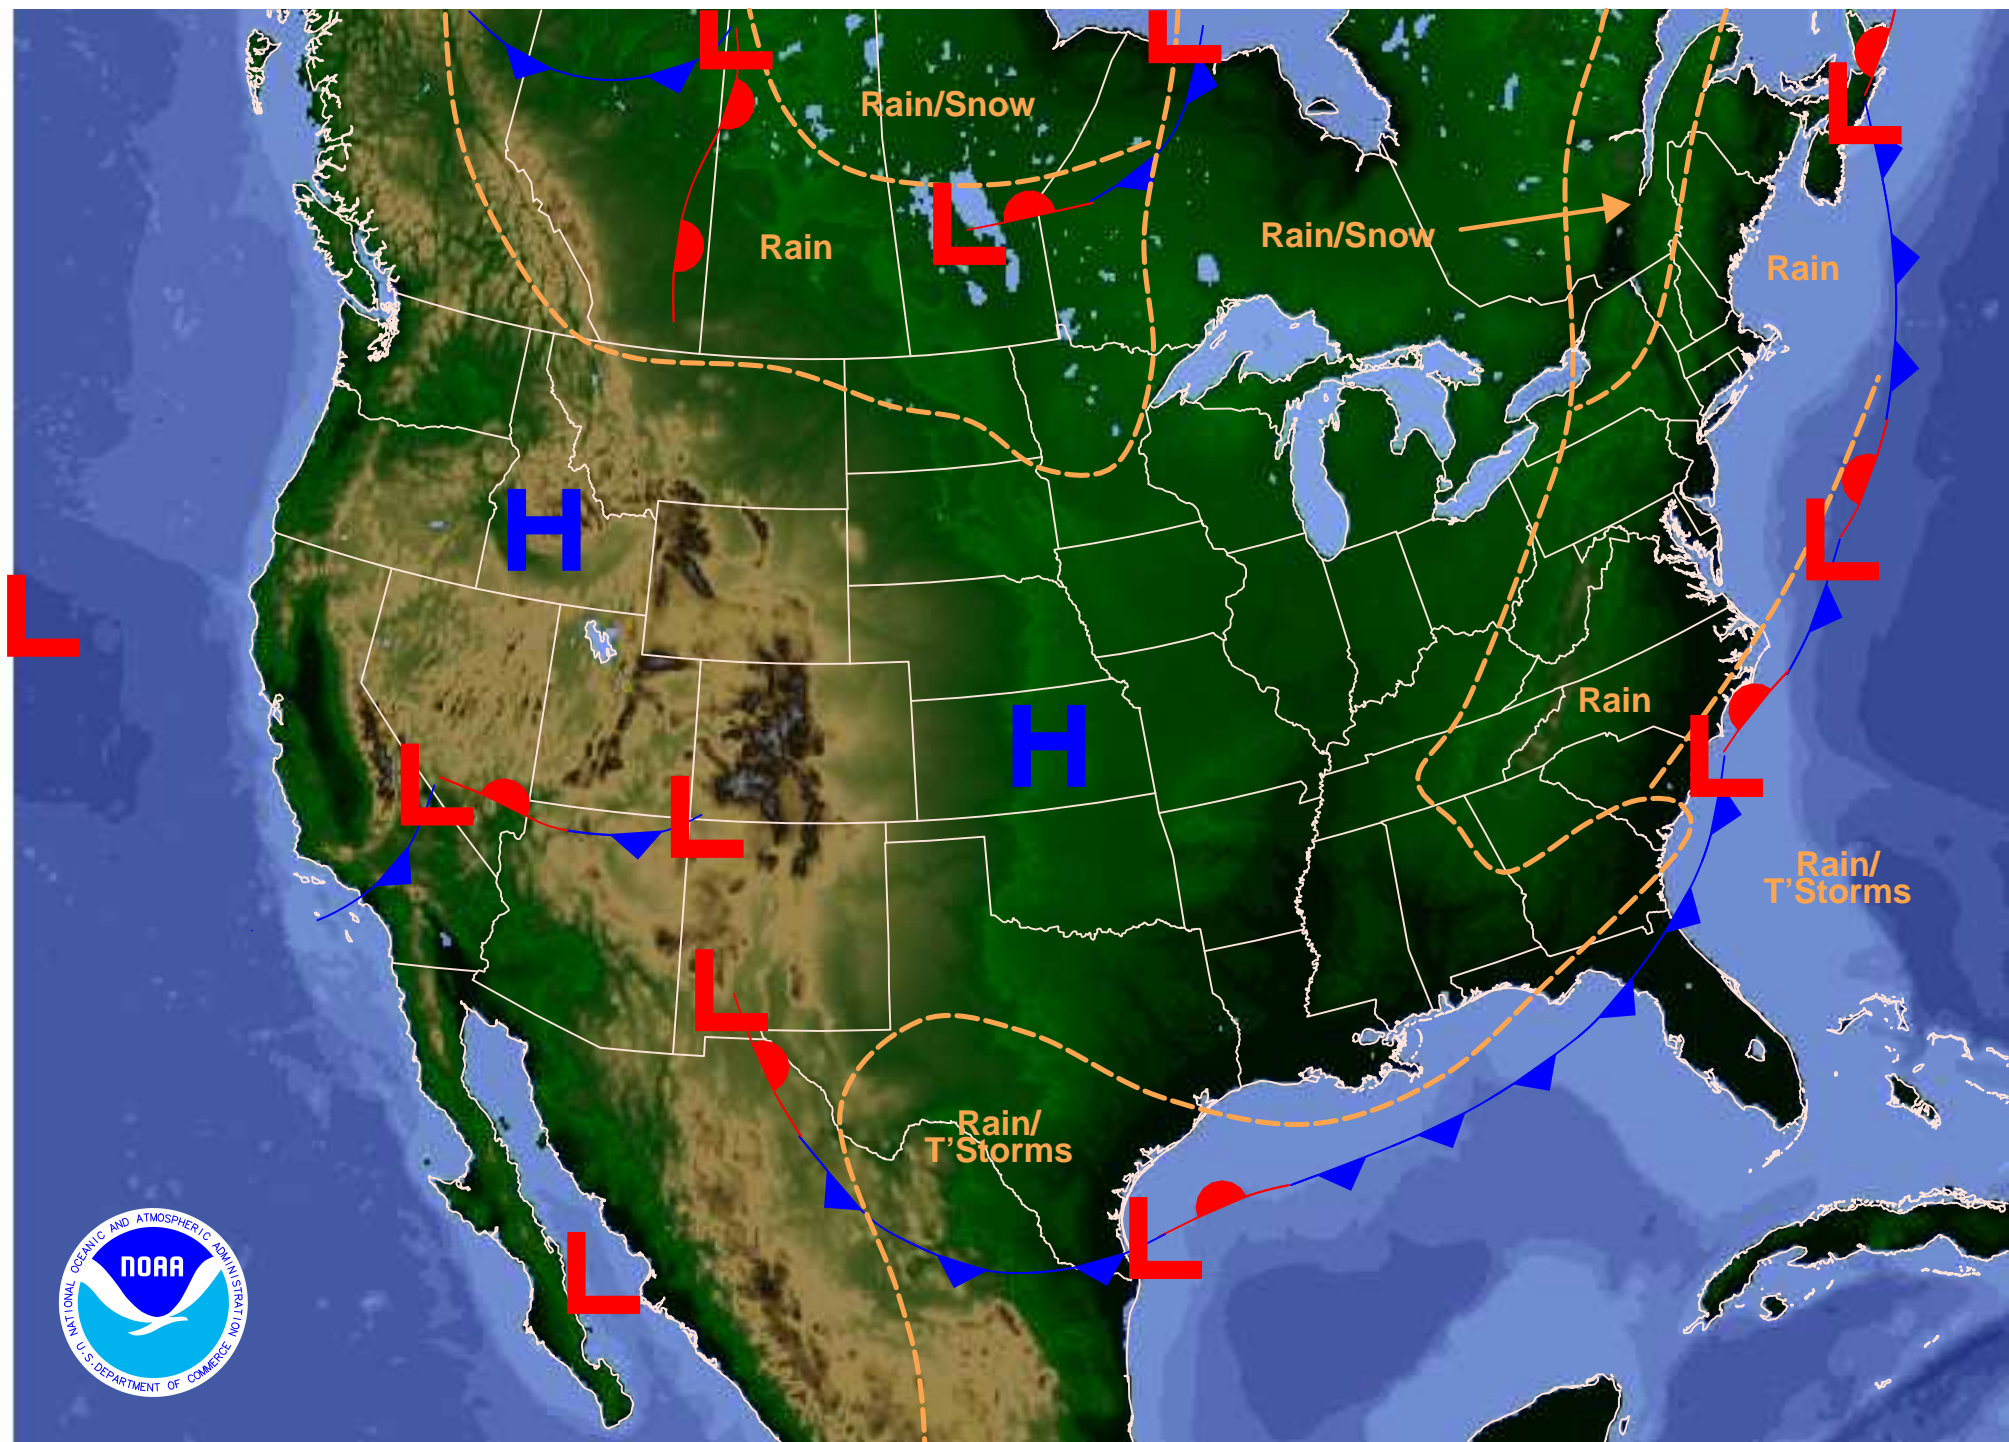 L
L
Rain/Snow
L
L
Rain
Rain/Snow
Rain
H
L
L
Rain
H
L
L
L
L
Rain/
T'Storms
L
Rain/
T'Storms
L
L
NATIONAL OCEANIC AND ATMOSPHERIC ADMINISTRATION
NOAA
U.S. DEPARTMENT OF COMMERCE